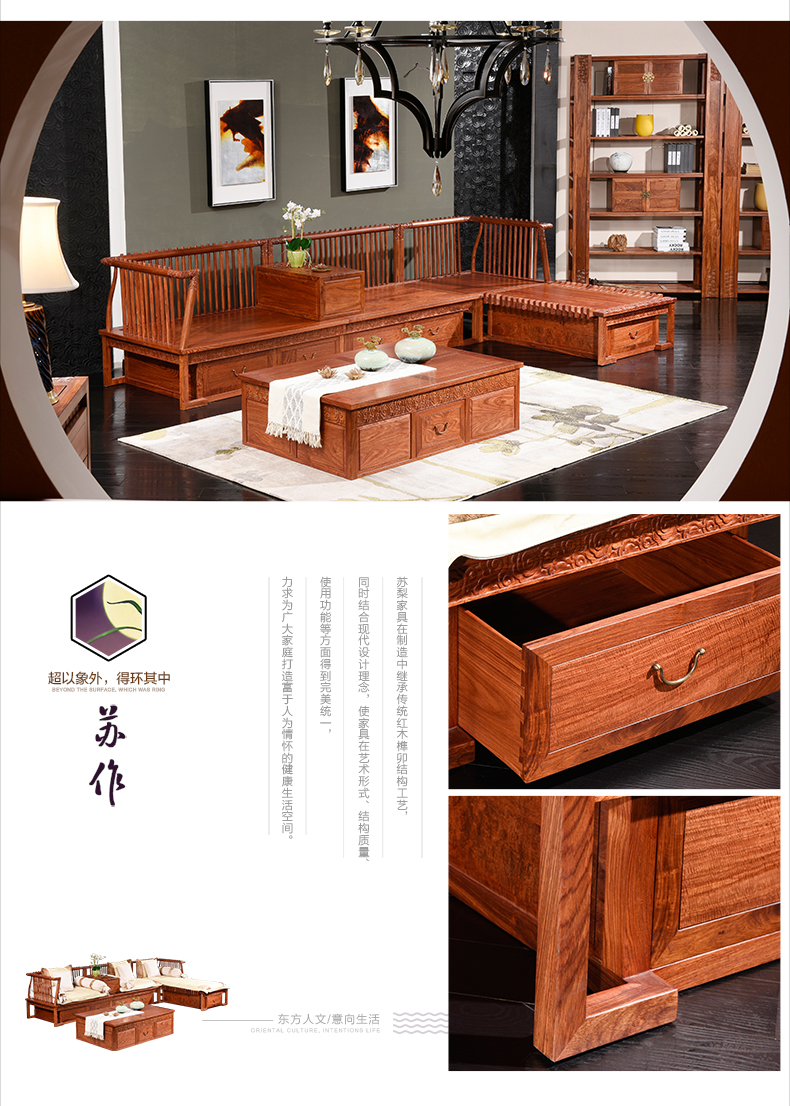 超以象外，得环其中
BEYOND THE SURFACE, WHICH WAS RING
苏作
苏梨家具在制造中继承传统红木榫卯结构工艺，
同时结合现代设计理念，使家具在艺术形式、结构质量、
使用功能等方面得到完美统一，
力求为广大家庭打造富于人为情怀的健康生活空间。
东方人文/意向生活
ORIENTAL CULTURE, INTENTIONS LIFE